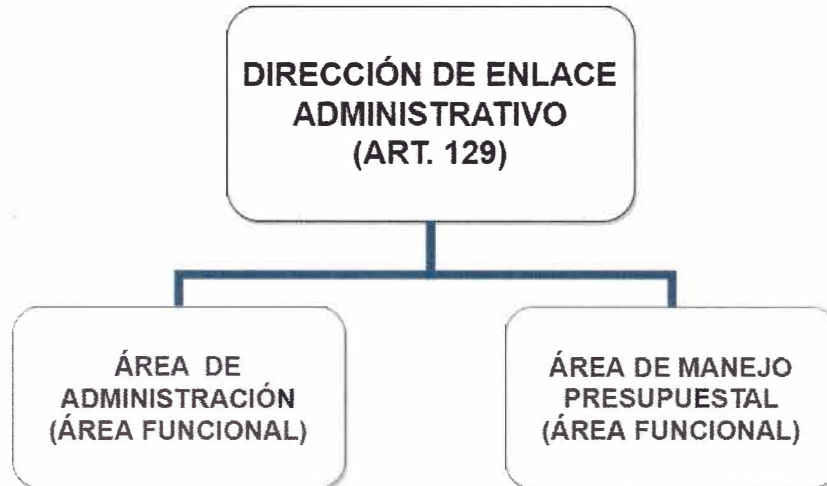 DIRECCIÓN DE ENLACE
ADMINISTRATIVO
(ART. 129)
ÁREA DE
ADMINISTRACIÓN
(ÁREA FUNCIONAL)
ÁREA DE MANEJO
PRESUPUESTAL
(ÁREA FUNCIONAL)